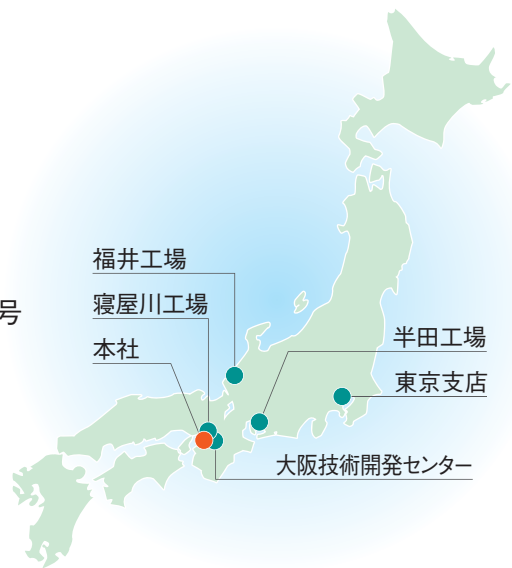 福井工場
寝屋川工場
号
本社
半田工場
東京支店
大阪技術開発センター